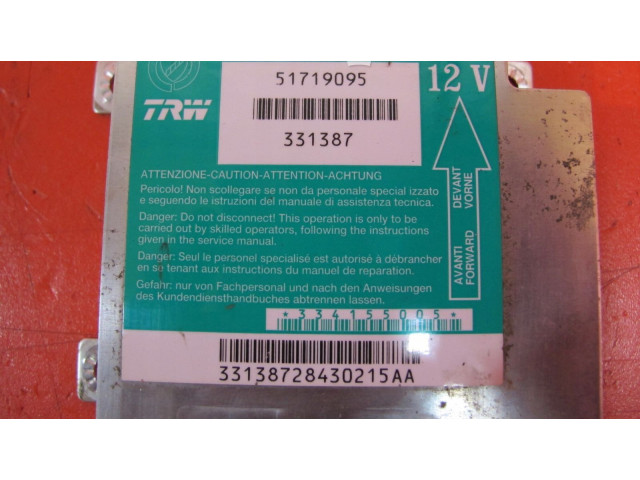 51719095
12 V
TRW
331387
ATTENZIONE-CAUTION-ATTENTION-ACHTUNG
Pericolo! Non scollegare se non da personale special izzato
e seguendo le istruzioni del manuale di assistenza tecnica.
Danger: Do not disconnect! This operation is only to be
carried out by skilled operators, following the instructions
given in the service manual.
Danger: Seul le personel spécialisé est autorisé à débrancher
en se tenant aux instructions du manuel de reparation.
Gefahr: nur von Fachpersonal und nach den Anweisungen
des Kundendiensthandbuches abtrennen lassen.
AVANTI DEVANT
FORWARD VORNE
*334155005*
33138728430215AA